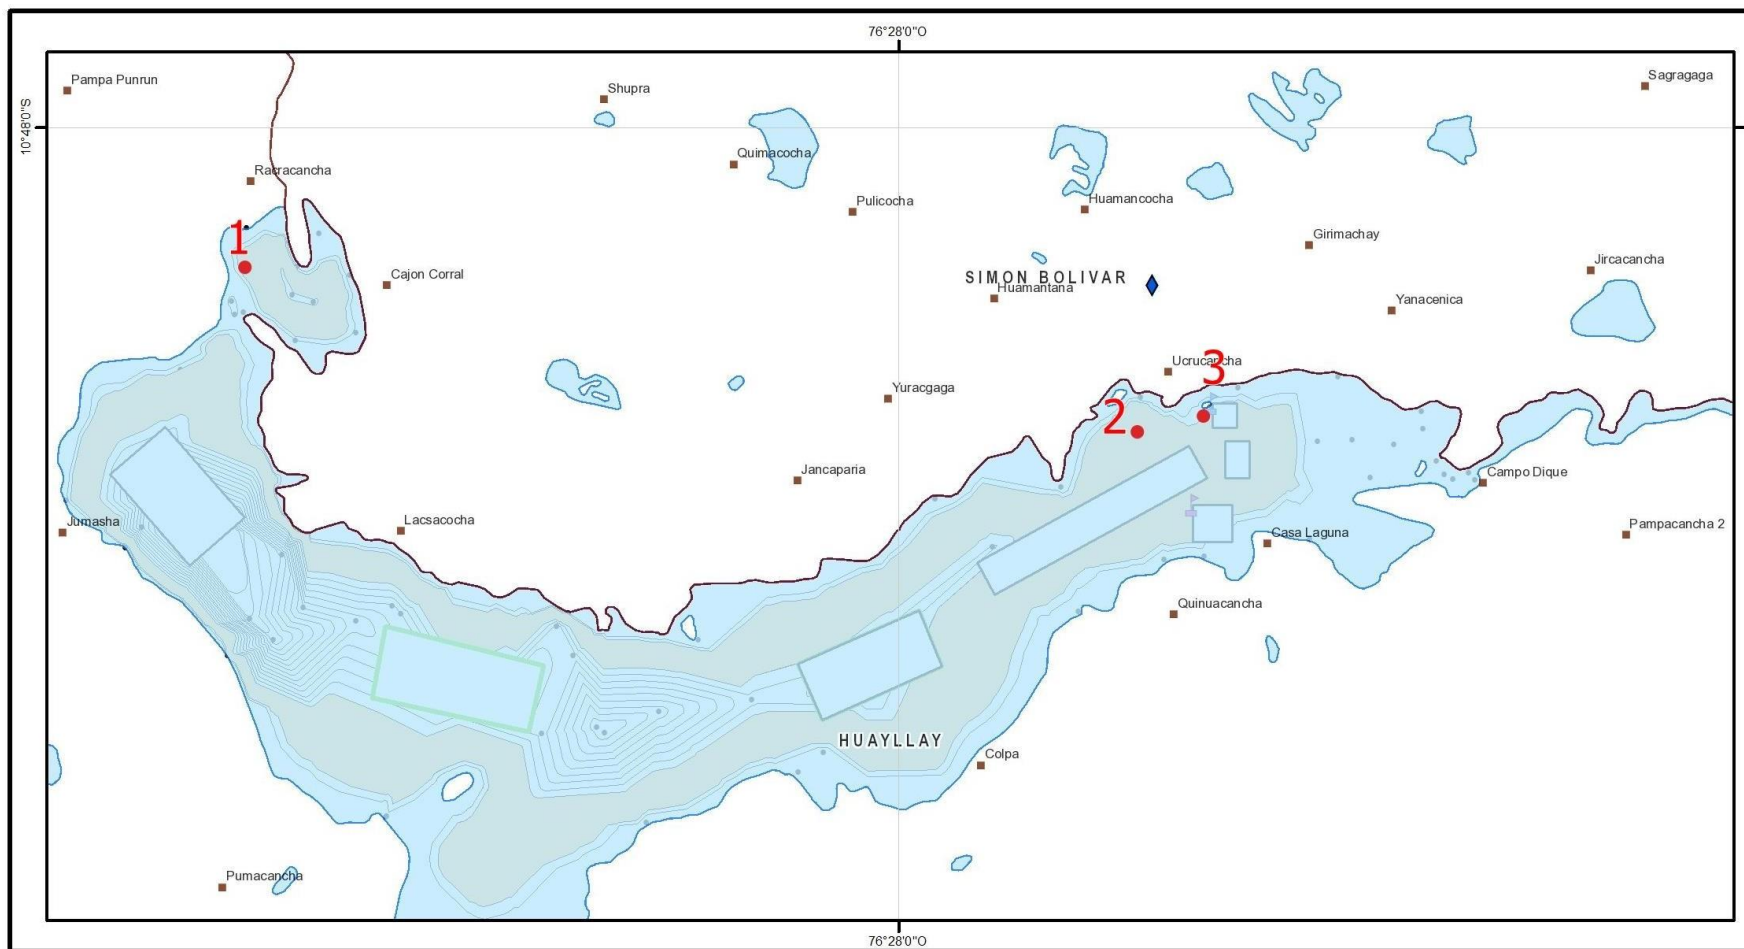 76°28'0"O
Pampa Punrun
Shupra
Sagragaga
10°48'0"S
Quimacocha
Racracancha
Pulicocha
Huamancocha
1
Girimachay
Jircacancha
Cajon Corral
SIMON BOLIVAR
Huamantana
Yanacenica
Ucrucancha
3
Yuracgaga
2
Jancaparia
Campo Dique
Lacsacocha
Jumasha
Pampacancha 2
Casa Laguna
Quinuacancha
HUAYLLAY
Colpa
Pumacancha
76°28'0"O